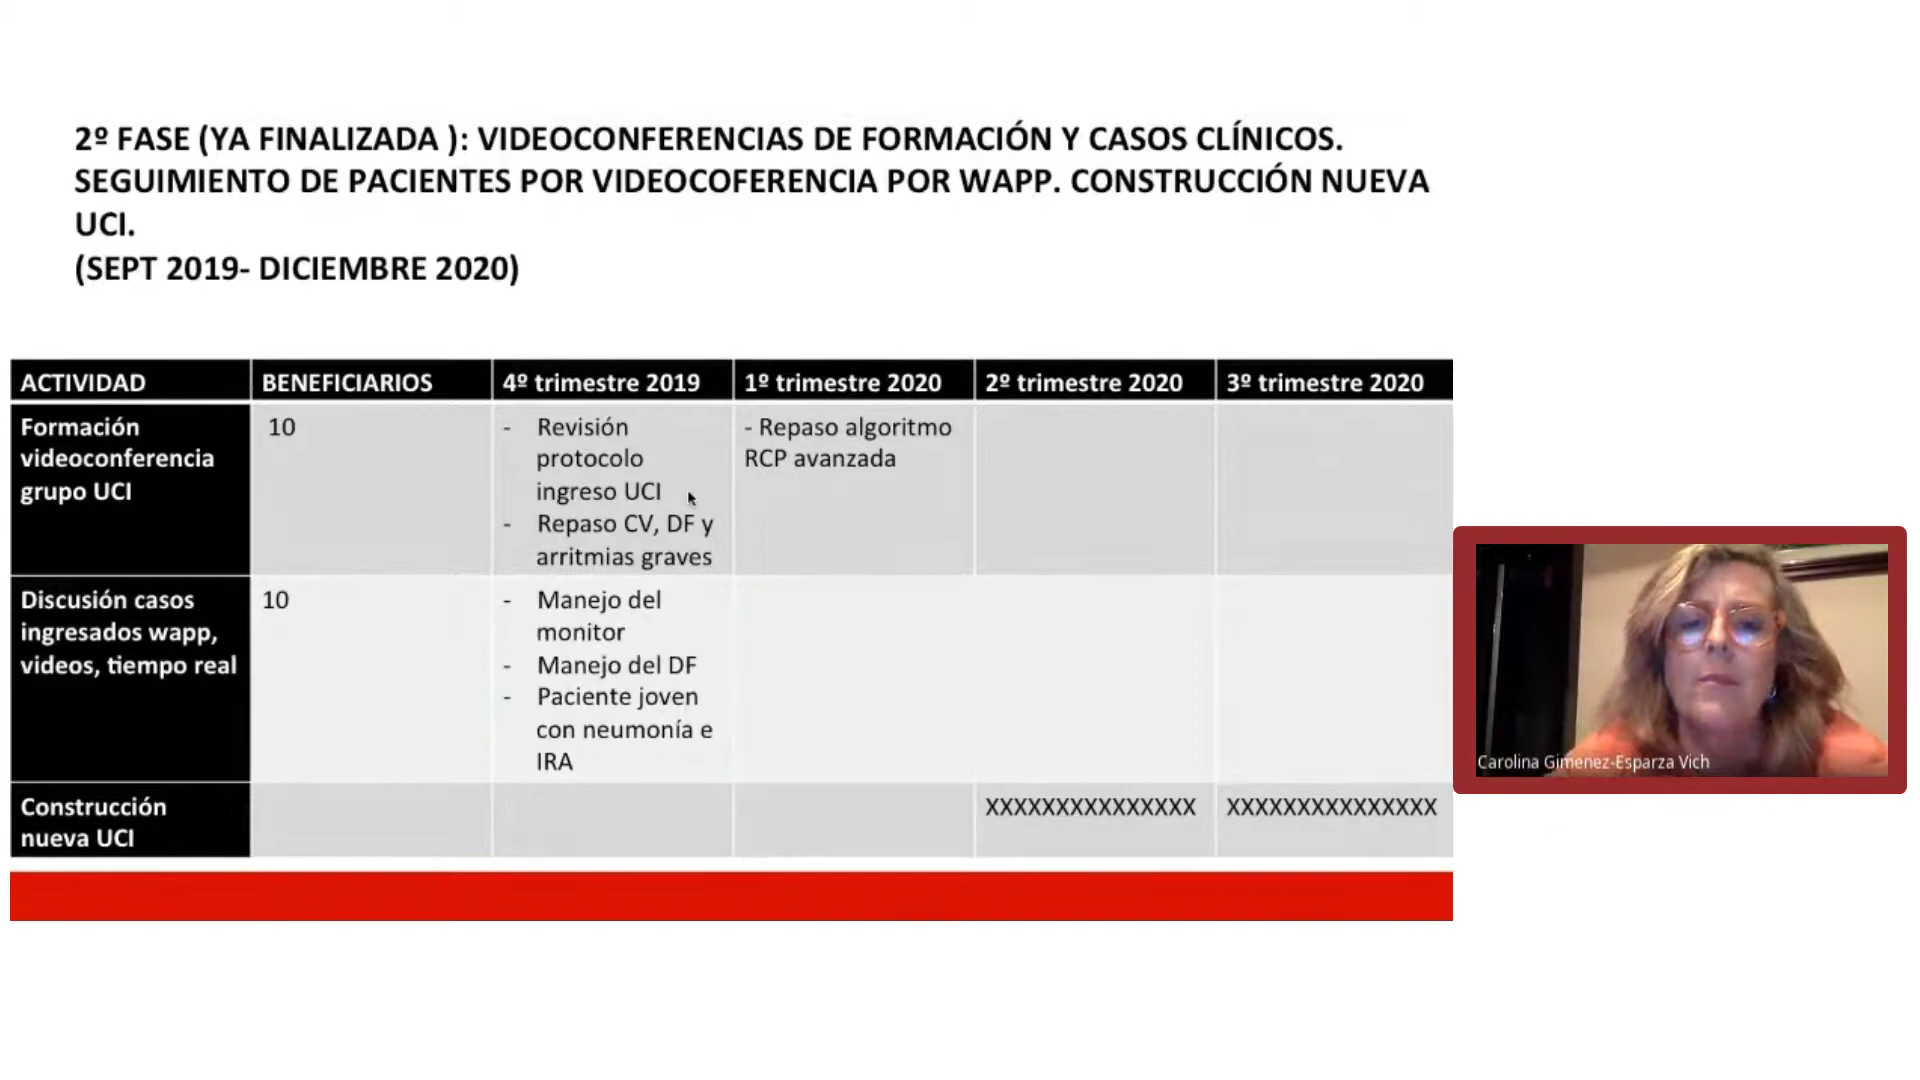 2º FASE (YA FINALIZADA ): VIDEOCONFERENCIAS DE FORMACIÓN Y CASOS CLÍNICOS.
SEGUIMIENTO DE PACIENTES POR VIDEOCOFERENCIA POR WAPP. CONSTRUCCIÓN NUEVA
UCI.
(SEPT 2019- DICIEMBRE 2020)
ACTIVIDAD BENEFICIARIOS 4º trimestre 2019 1º trimestre 2020 2º trimestre 2020 3º trimestre 2020
Formación
videoconferencia
grupo UCI
10
- Revisión
protocolo
ingreso UCI
- Repaso CV, DF y
arritmias graves
- Repaso algoritmo
RCP avanzada
Discusión casos
ingresados wapp,
videos, tiempo real
10
- Manejo del
monitor
- Manejo del DF
- Paciente joven
con neumonía e
IRA
Construcción
nueva UCI
XXXXXXXXXXXXXXX XXXXXXXXXXXXXXX
Carolina Gimenez-Esparza Vich